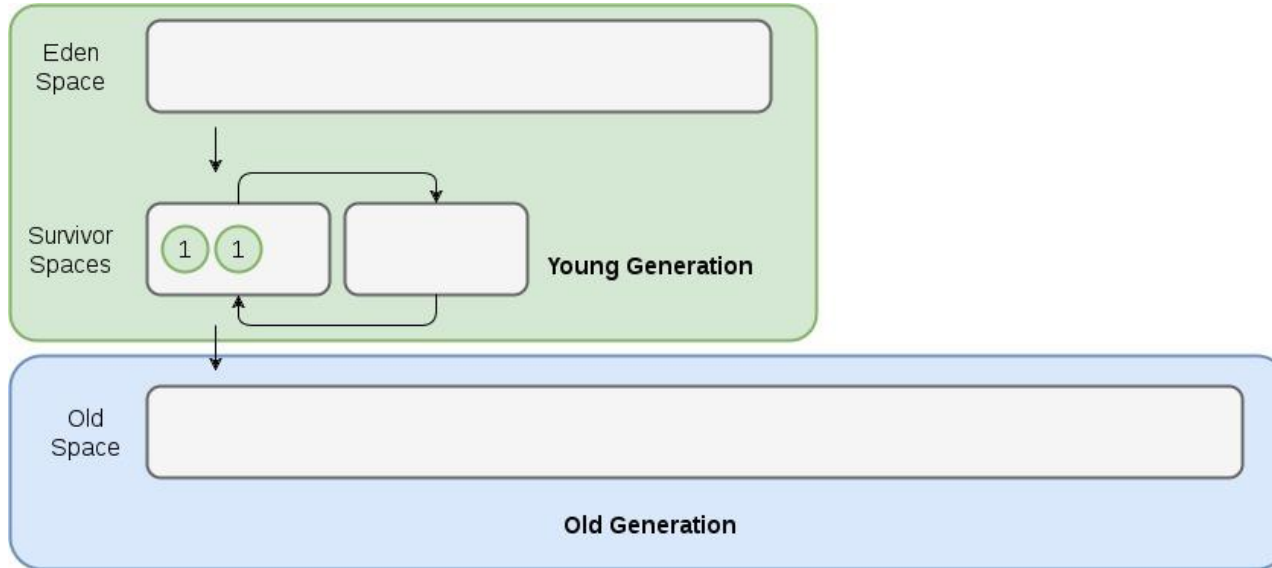 Eden
Space
Survivor
Spaces
1 1
Young Generation
Old
Space
Old Generation